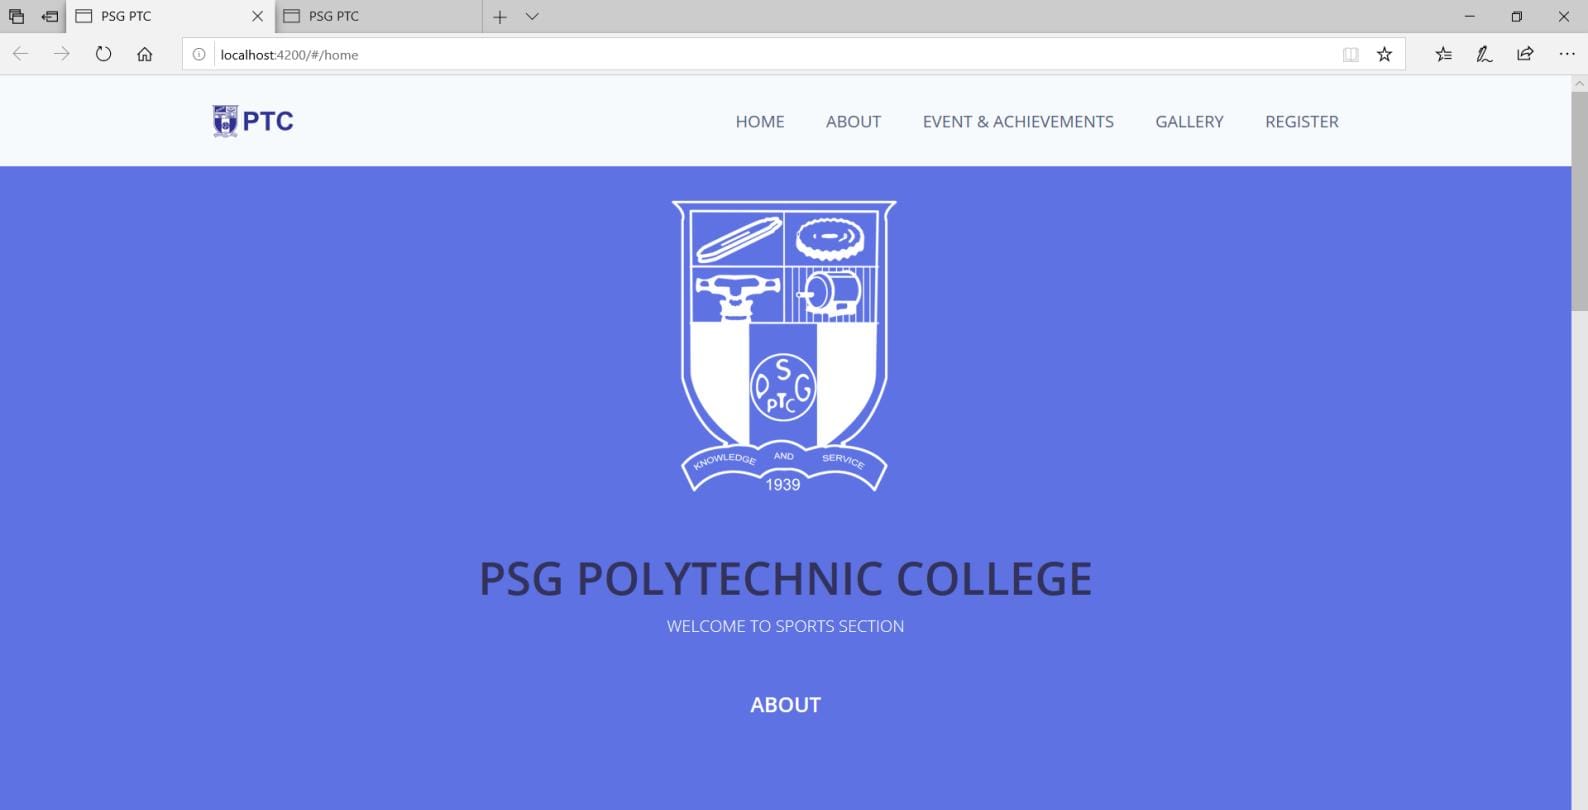 PSG PTC
PSG PTC
localhost:4200/#/home
PTC
HOME ABOUT EVENT & ACHIEVEMENTS GALLERY REGISTER
PSG
PTC
KNOWLEDGE AND SERVICE
1939
PSG POLYTECHNIC COLLEGE
WELCOME TO SPORTS SECTION
ABOUT